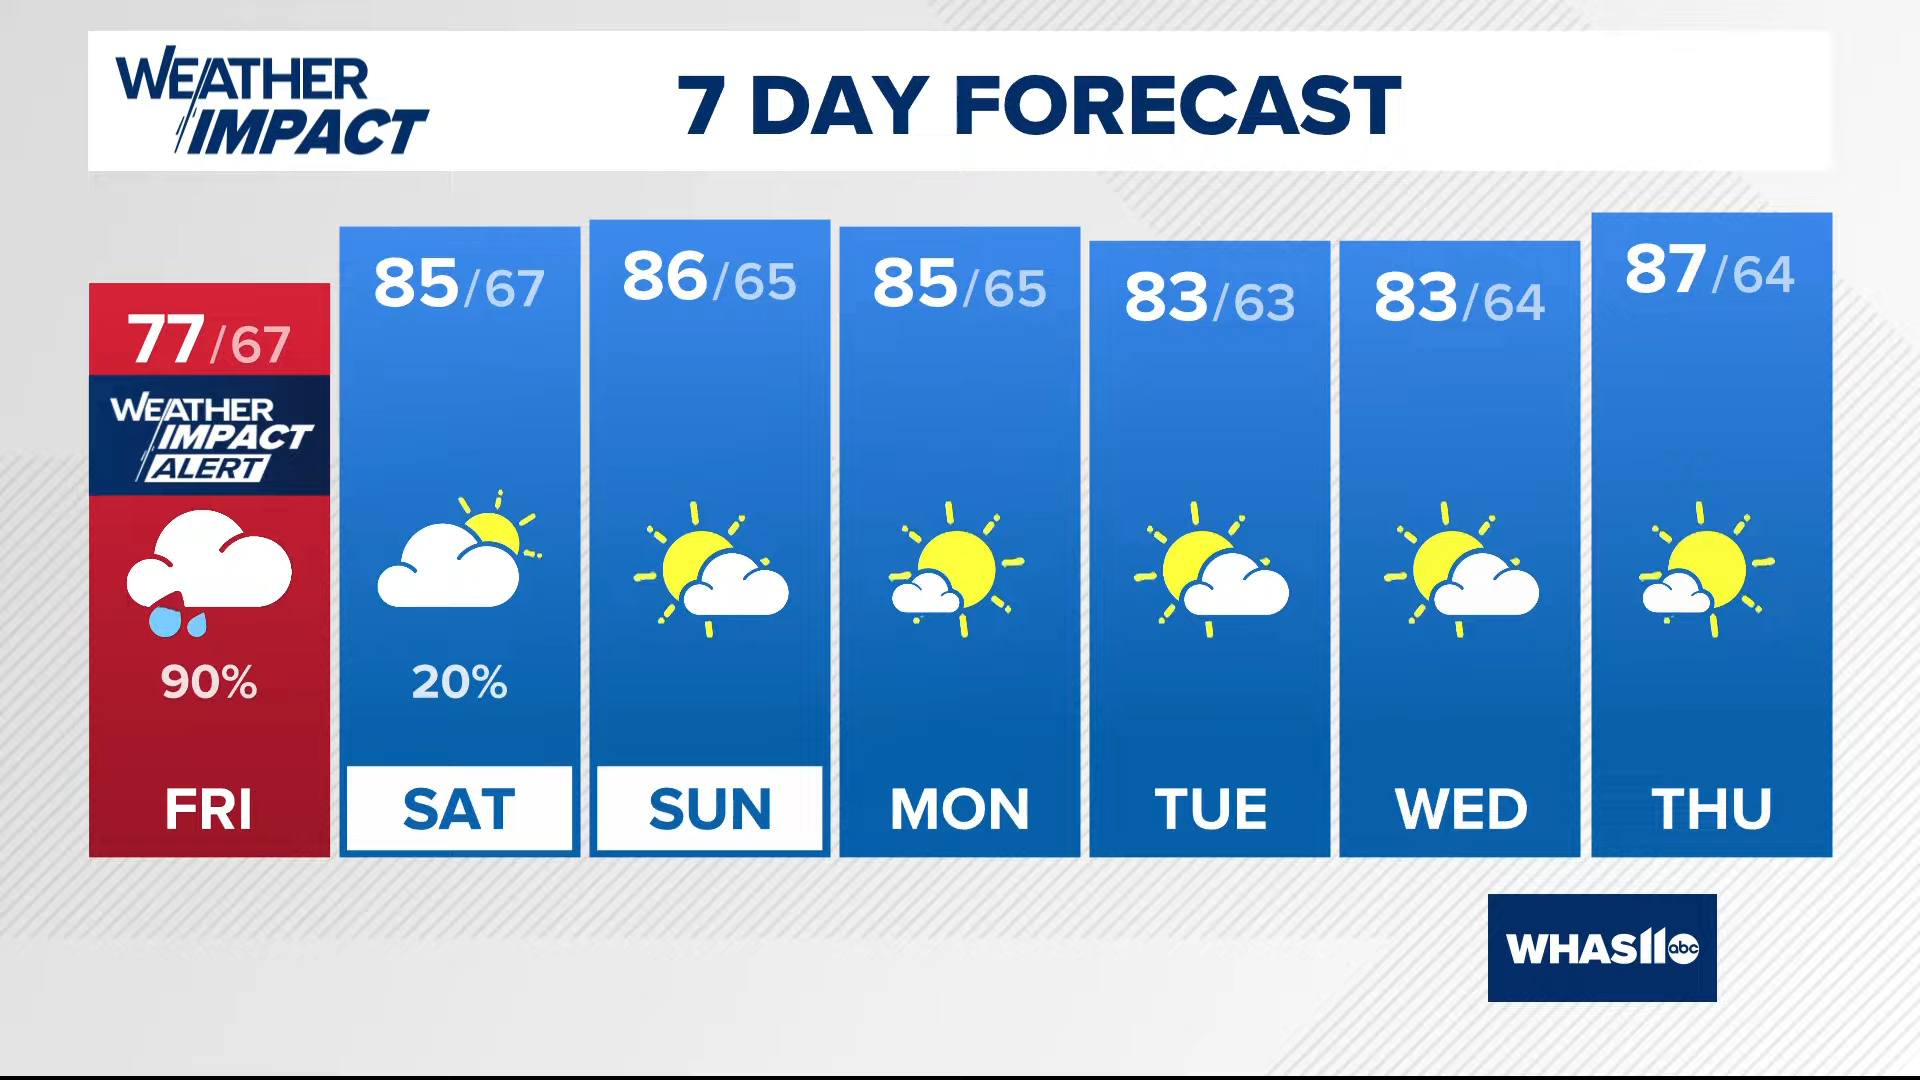 WEATHER
IMPACT
7 DAY FORECAST
77/67
WEATHER
IMPACT
ALERT
90%
FRI
85/67
20%
SAT
86/65
SUN
85/65
MON
83/63
TUE
83/64
WED
87/64
THU
WHAS11 abc